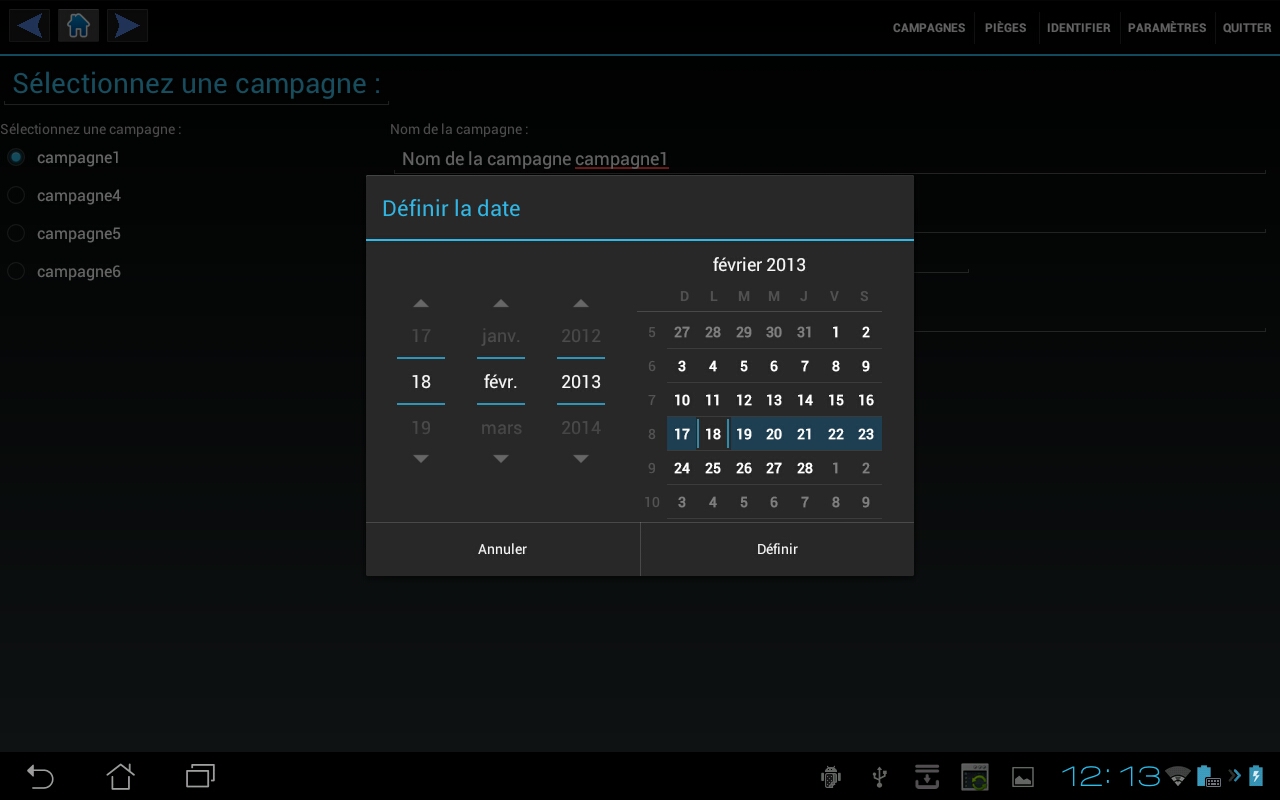 CAMPAGNES PIÈGES IDENTIFIER PARAMÈTRES QUITTER
Sélectionnez une campagne :
Sélectionnez une campagne :
campagne1
campagne4
campagne5
campagne6
Nom de la campagne :
Nom de la campagne campagne1
Définir la date
17 janv. 2012
18 févr. 2013
19 mars 2014
février 2013
D L M M J V S
5 27 28 29 30 31 1 2
6 3 4 5 6 7 8 9
7 10 11 12 13 14 15 16
8 17 18 19 20 21 22 23
9 24 25 26 27 28 1 2
10 3 4 5 6 7 8 9
Annuler Définir
12:13